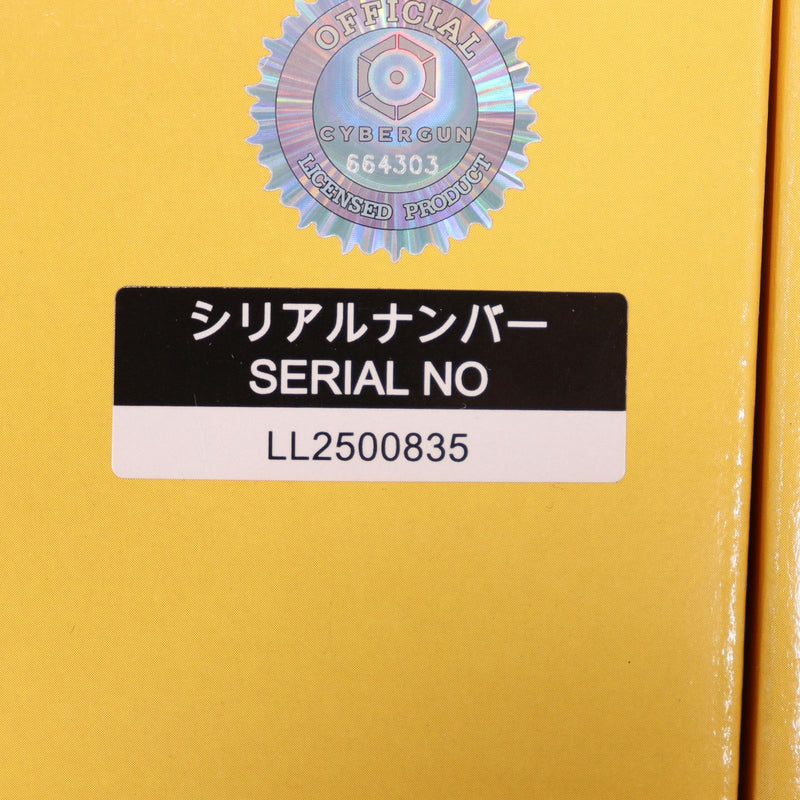 OFFICIAL
CYBERGUN
664303
LICENSED PRODUCT
シリアルナンバー
SERIAL NO
LL2500835